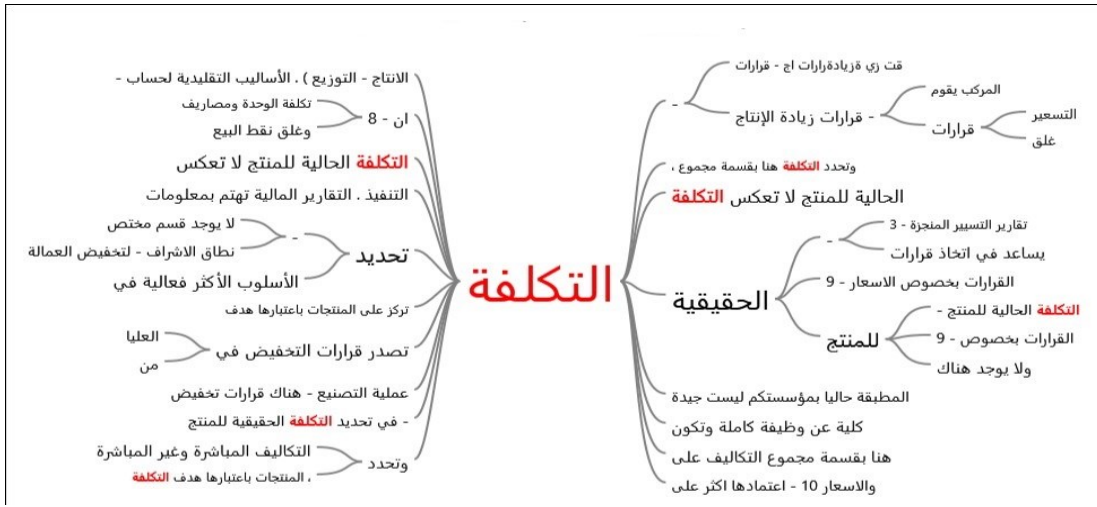 التكلفة
قت زي ةزيادةرارات اج - قرارات
-
- قرارات زيادة الإنتاج
المركب يقوم
قرارات
التسعير
غلق
وتحدد التكلفة هنا بقسمة مجموع ،
الحالية للمنتج لا تعكس التكلفة
الحقيقية
-
تقارير التسيير المنجزة - 3
يساعد في اتخاذ قرارات
القرارات بخصوص الاسعار - 9
للمنتج
التكلفة الحالية للمنتج -
القرارات بخصوص - 9
ولا يوجد هناك
المطبقة حاليا بمؤسستكم ليست جيدة
كلية عن وظيفة كاملة وتكون
هنا بقسمة مجموع التكاليف على
والاسعار 10 - اعتمادها اكثر على
الانتاج - التوزيع ) . الأساليب التقليدية لحساب -
ان - 8
تكلفة الوحدة ومصاريف
وغلق نقط البيع
التكلفة الحالية للمنتج لا تعكس
التنفيذ . التقارير المالية تهتم بمعلومات
تحديد
-
لا يوجد قسم مختص
نطاق الاشراف - لتخفيض العمالة
الأسلوب الأكثر فعالية في
تركز على المنتجات باعتبارها هدف
تصدر قرارات التخفيض في
العليا
من
عملية التصنيع - هناك قرارات تخفيض
- في تحديد التكلفة الحقيقية للمنتج
وتحدد
التكاليف المباشرة وغير المباشرة
، المنتجات باعتبارها هدف التكلفة